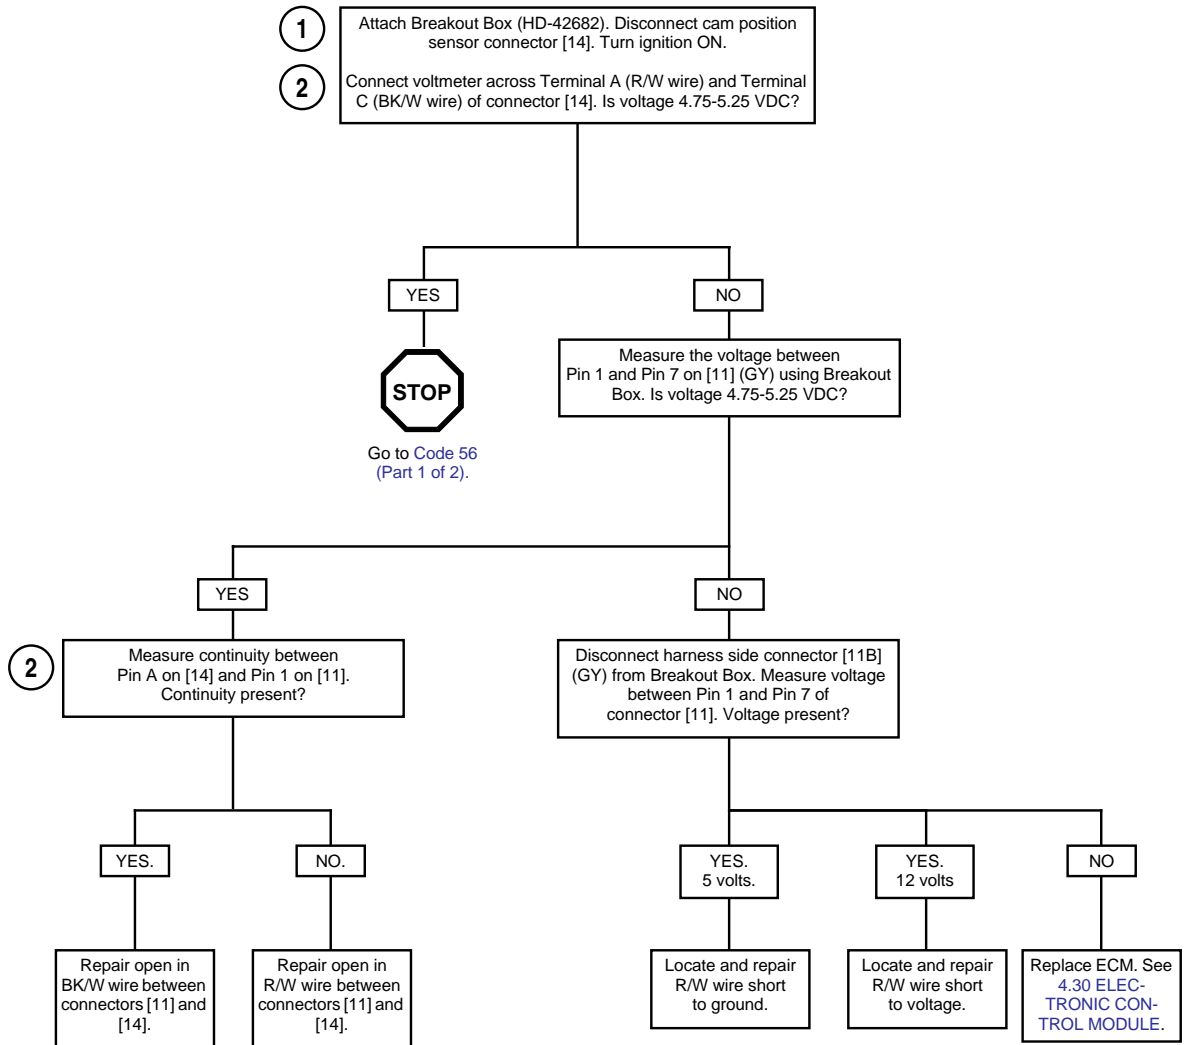 1
Attach Breakout Box (HD-42682). Disconnect cam position
sensor connector [14]. Turn ignition ON.
2
Connect voltmeter across Terminal A (R/W wire) and Terminal
C (BK/W wire) of connector [14]. Is voltage 4.75-5.25 VDC?
YES
NO
STOP
Go to Code 56
(Part 1 of 2).
Measure the voltage between
Pin 1 and Pin 7 on [11] (GY) using Breakout
Box. Is voltage 4.75-5.25 VDC?
YES
NO
2
Measure continuity between
Pin A on [14] and Pin 1 on [11].
Continuity present?
Disconnect harness side connector [11B]
(GY) from Breakout Box. Measure voltage
between Pin 1 and Pin 7 of
connector [11]. Voltage present?
YES.
NO.
YES.
5 volts.
YES.
12 volts
NO
Repair open in
BK/W wire between
connectors [11] and
[14].
Repair open in
R/W wire between
connectors [11] and
[14].
Locate and repair
R/W wire short
to ground.
Locate and repair
R/W wire short
to voltage.
Replace ECM. See
4.30 ELEC-
TRONIC CON-
TROL MODULE.